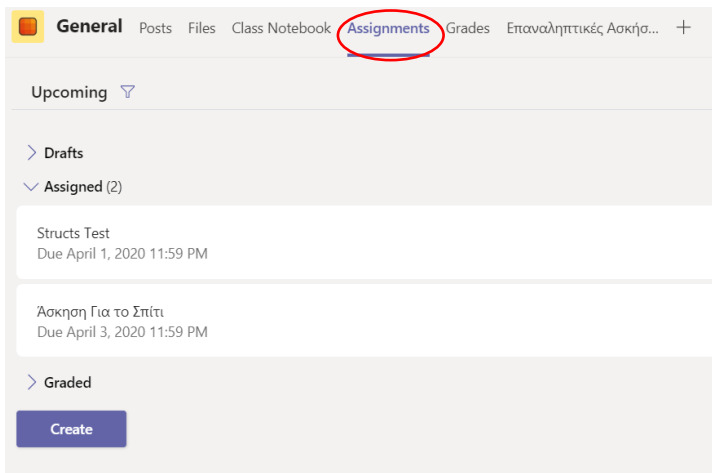 General Posts Files Class Notebook Assignments Grades Επαναληπτικές Ασκήσ... +
Upcoming
Drafts
Assigned (2)
Structs Test
Due April 1, 2020 11:59 PM
Άσκηση Για το Σπίτι
Due April 3, 2020 11:59 PM
Graded
Create